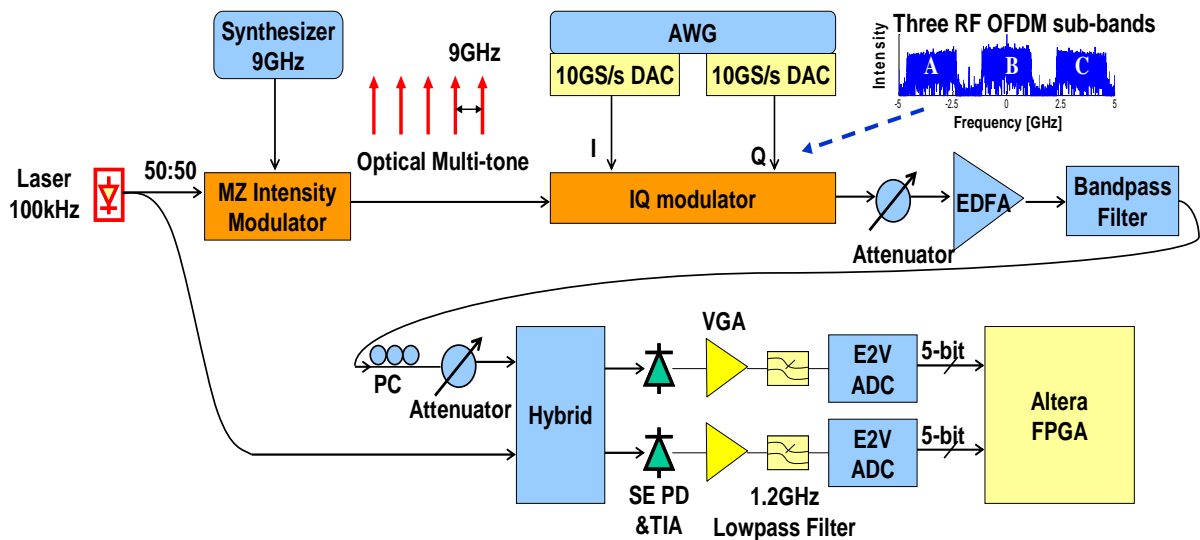 Synthesizer
9GHz
9GHz
Optical Multi-tone
AWG
10GS/s DAC
10GS/s DAC
I
Q
Three RF OFDM sub-bands
Intensity
A
B
C
-5
-2.5
0
2.5
5
Frequency [GHz]
Laser
100kHz
50:50
MZ Intensity
Modulator
IQ modulator
Attenuator
EDFA
Bandpass
Filter
PC
Attenuator
Hybrid
VGA
SE PD
&TIA
1.2GHz
Lowpass Filter
E2V
ADC
5-bit
E2V
ADC
5-bit
Altera
FPGA